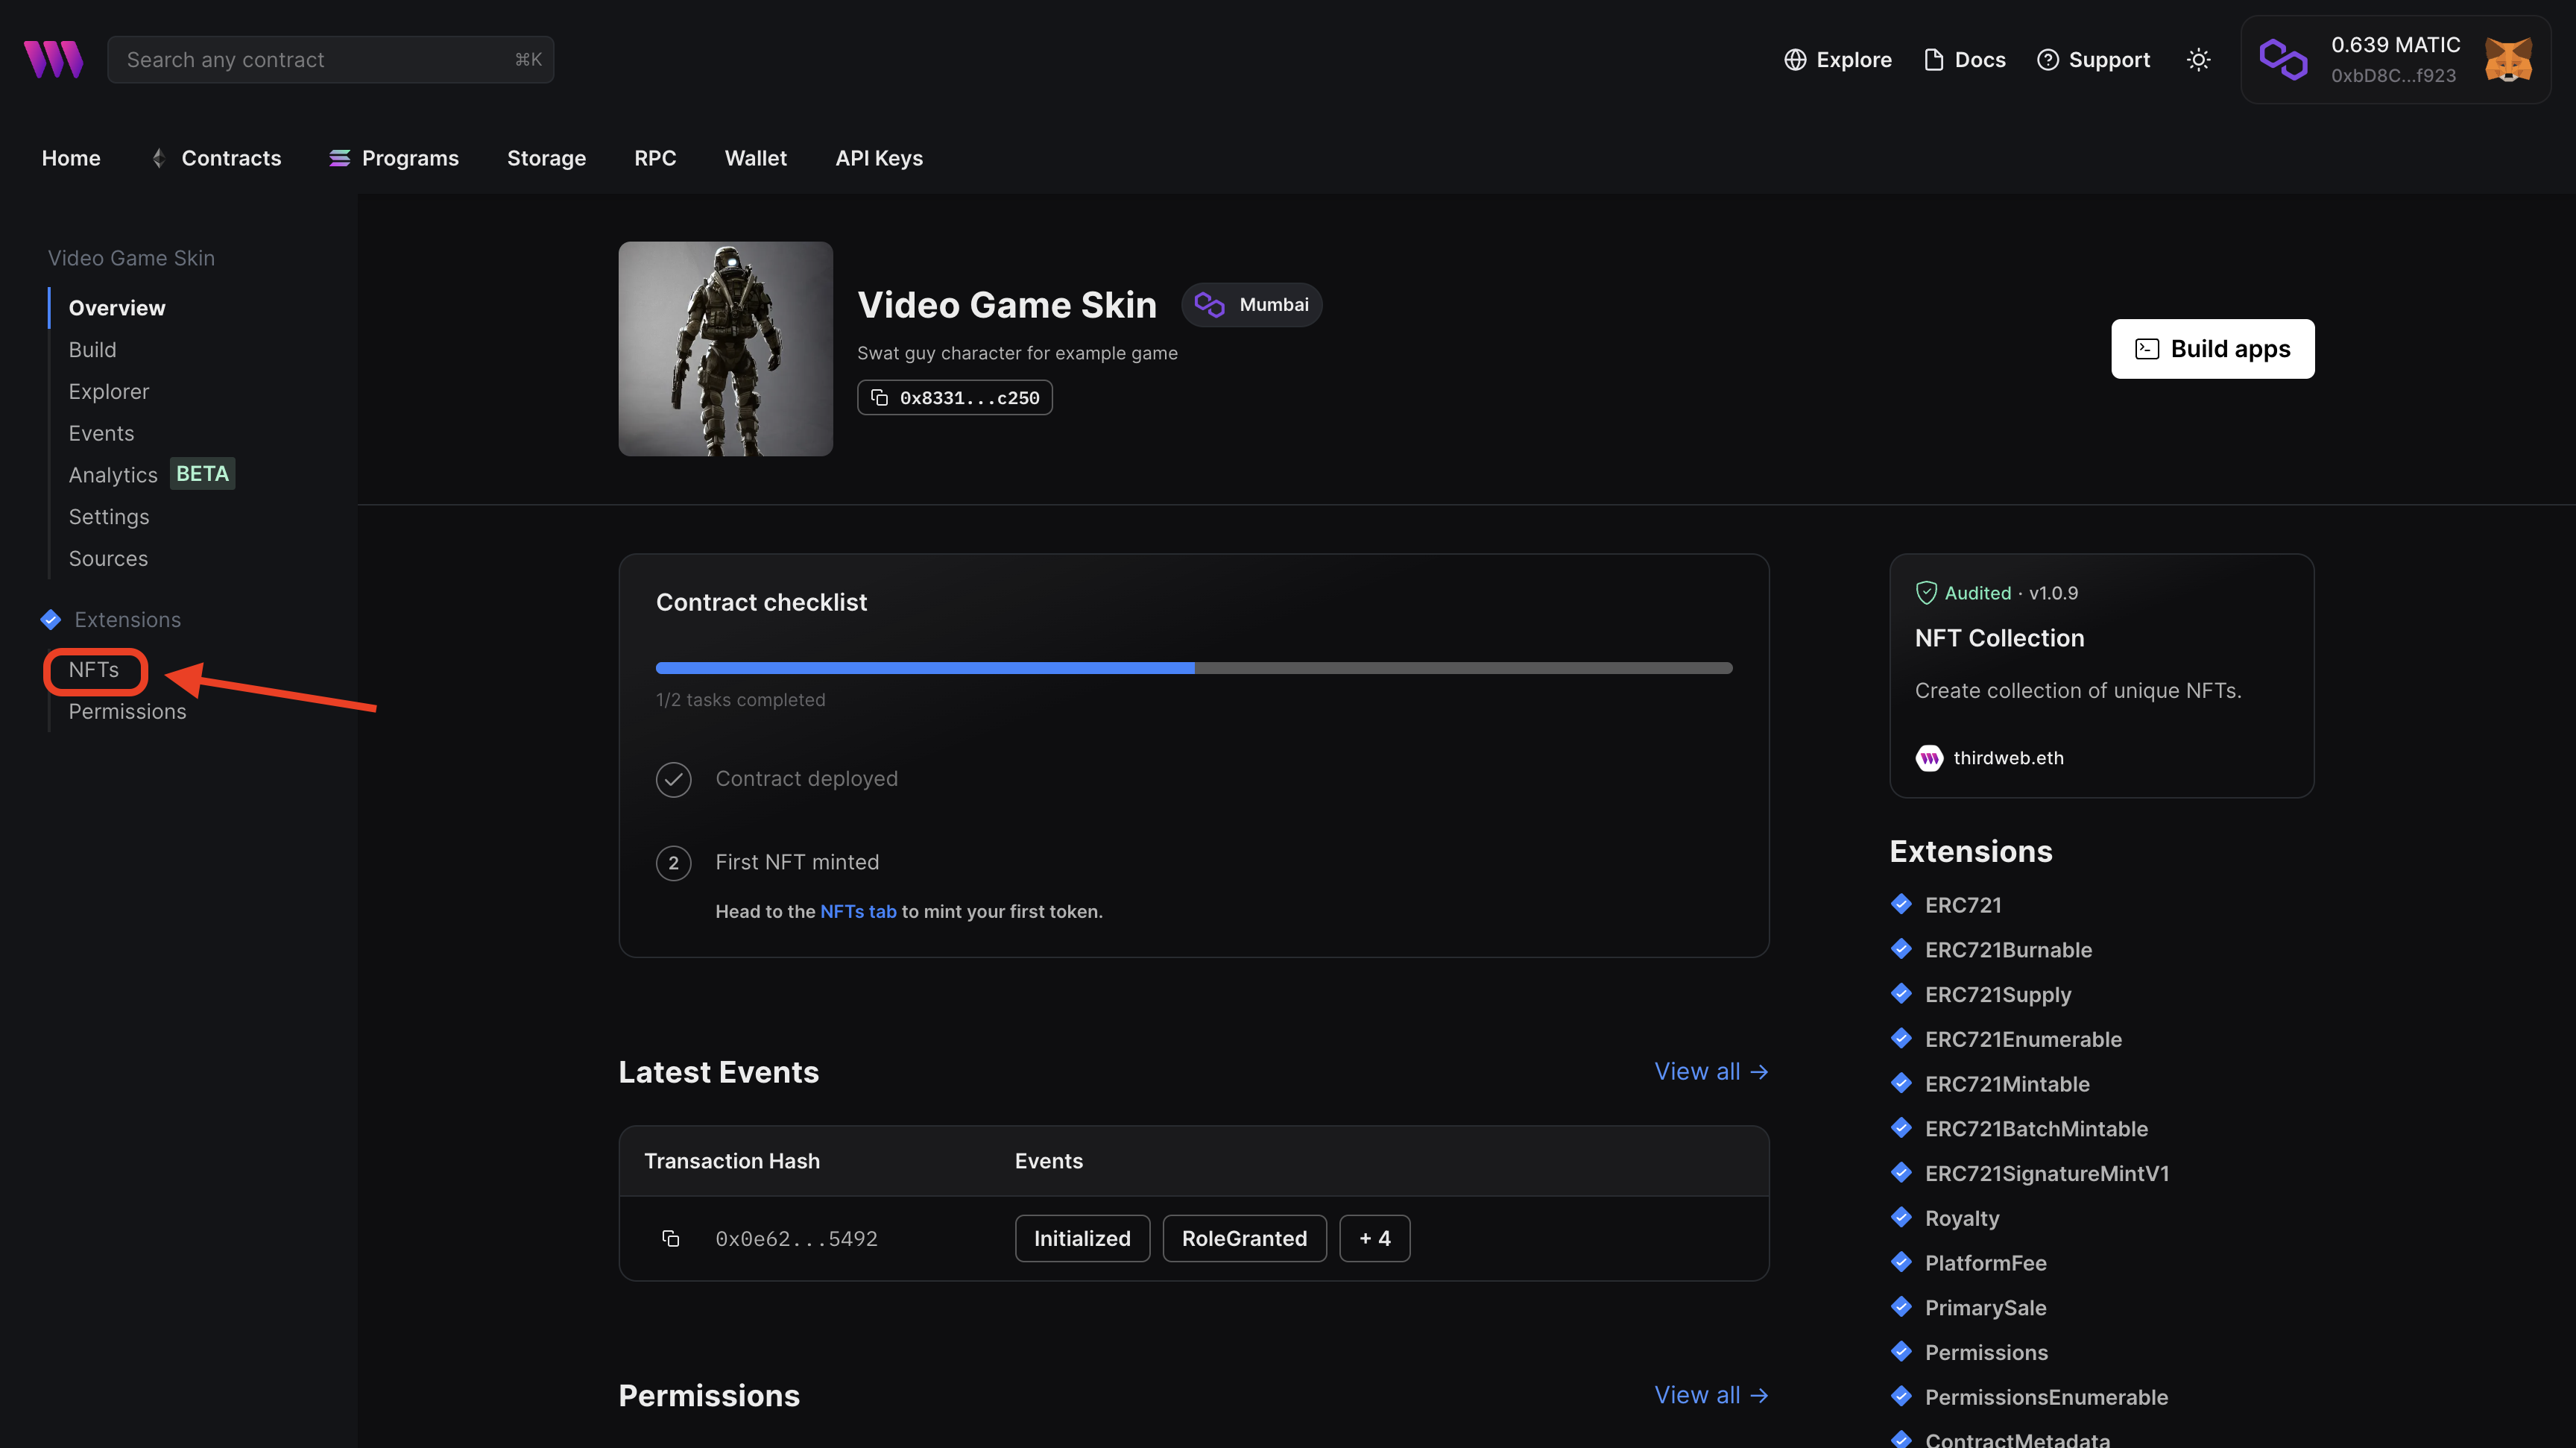 Search any contract
⌘K
Explore
Docs
Support
0.639 MATIC
0xbD8C...f923
Home
Contracts
Programs
Storage
RPC
Wallet
API Keys
Video Game Skin
Overview
Build
Explorer
Events
Analytics BETA
Settings
Sources
Extensions
NFTs
Permissions
Video Game Skin
Mumbai
Swat guy character for example game
0x8331...c250
Build apps
Contract checklist
1/2 tasks completed
Contract deployed
2 First NFT minted
Head to the NFTs tab to mint your first token.
Latest Events
View all →
Transaction Hash Events
0x0e62...5492 Initialized RoleGranted + 4
Permissions
View all →
Audited · v1.0.9
NFT Collection
Create collection of unique NFTs.
thirdweb.eth
Extensions
ERC721
ERC721Burnable
ERC721Supply
ERC721Enumerable
ERC721Mintable
ERC721BatchMintable
ERC721SignatureMintV1
Royalty
PlatformFee
PrimarySale
Permissions
PermissionsEnumerable
ContractMetadata